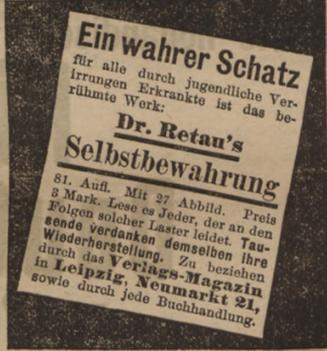 Ein wahrer Schatz
für alle durch jugendliche Ver-
irrungen Erkrankte ist das be-
rühmte Werk:
Dr. Retau's
Selbstbewahrung
81. Aufl. Mit 27 Abbild. Preis
3 Mark. Lese es Jeder, der an den
Folgen solcher Laster leidet. Tau-
sende verdanken demselben ihre
Wiederherstellung. Zu beziehen
durch das Verlags-Magazin
in Leipzig, Neumarkt 21,
sowie durch jede Buchhandlung.